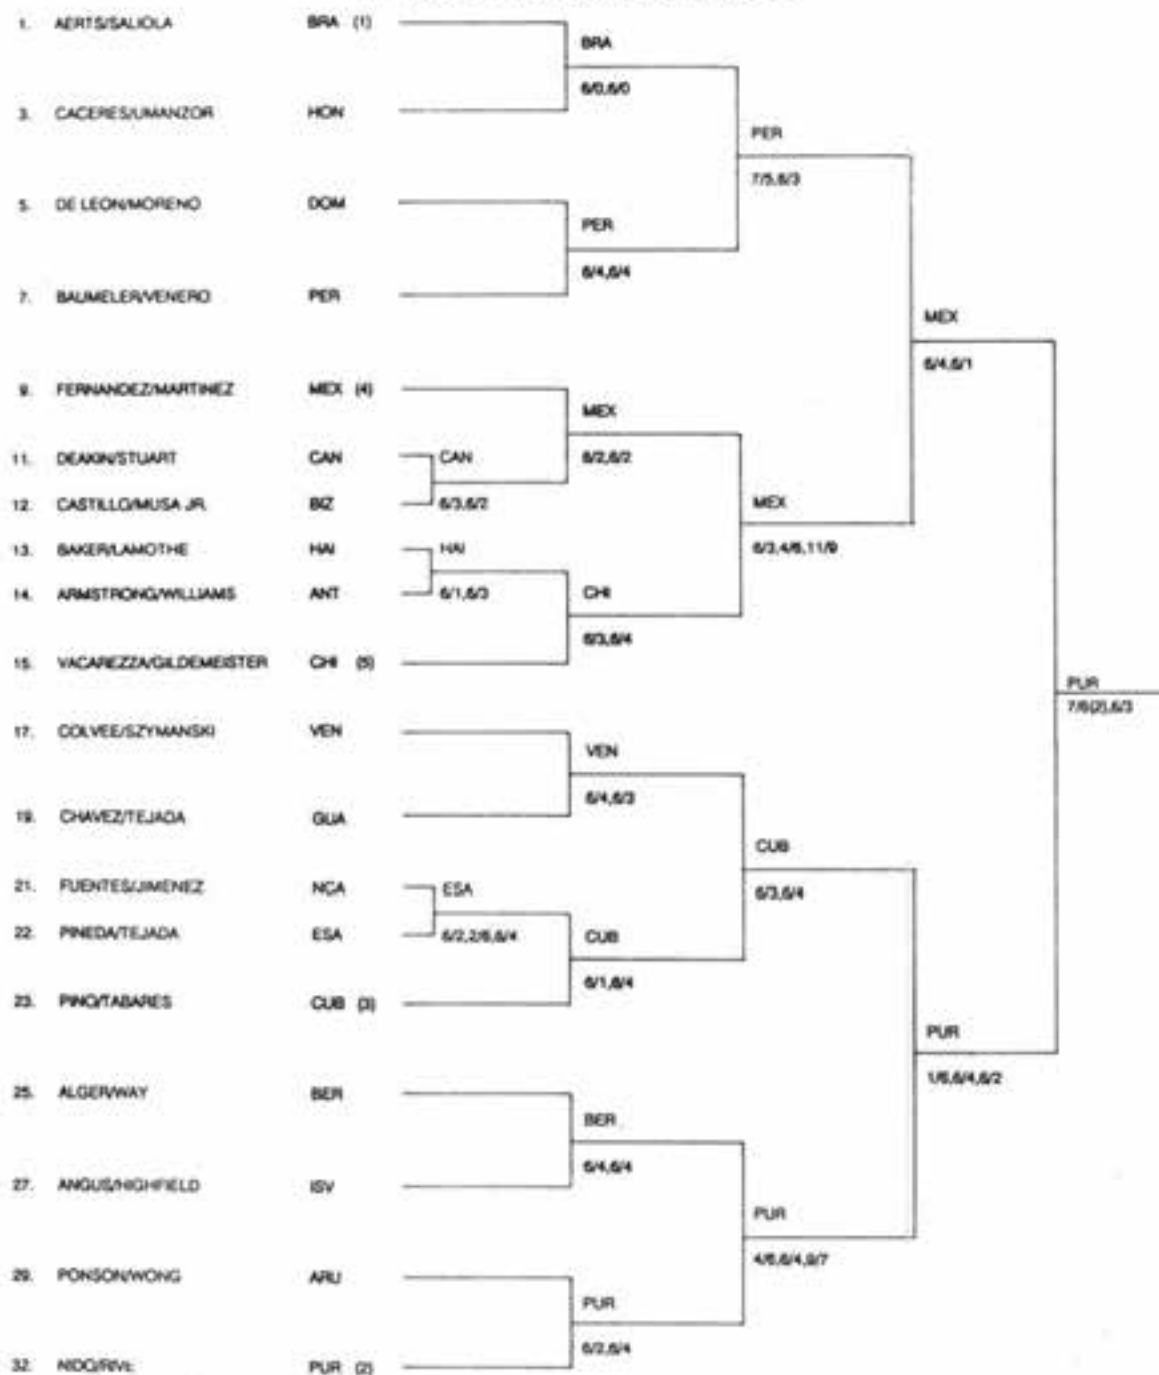 1. AERTS/SALIOLA BRA (1)
BRA
6/0,6/0
3. CACERES/UMANZOR HON
PER
7/5,6/3
5. DE LEON/MORENO DOM
PER
6/4,6/4
7. BAUMELER/VENERO PER
MEX
6/4,6/1
9. FERNANDEZ/MARTINEZ MEX (4)
MEX
6/2,6/2
11. DEAKIN/STUART CAN
CAN
6/3,6/2
12. CASTILLO/MUSA JR. BIZ
MEX
6/3,4/6,11/9
13. BAKER/LAMOTHE HAI
HAI
6/1,6/3
14. ARMSTRONG/WILLIAMS ANT
CHI
6/3,6/4
15. VACAREZZA/GILDEMEISTER CHI (5)
PUR
7/6(2),6/3
17. COLVEE/SZYMANSKI VEN
VEN
6/4,6/3
19. CHAVEZ/TEJADA GUA
CUB
6/3,6/4
21. FUENTES/JIMENEZ NCA
ESA
6/2,2/6,6/4
22. PINEDA/TEJADA ESA
CUB
6/1,6/4
23. PINO/TABARES CUB (3)
PUR
1/6,6/4,6/2
25. ALGER/WAY BER
BER
6/4,6/4
27. ANGUS/HIGHFIELD ISV
PUR
4/6,6/4,9/7
29. PONSON/WONG ARU
PUR
6/2,6/4
32. PUR (2)